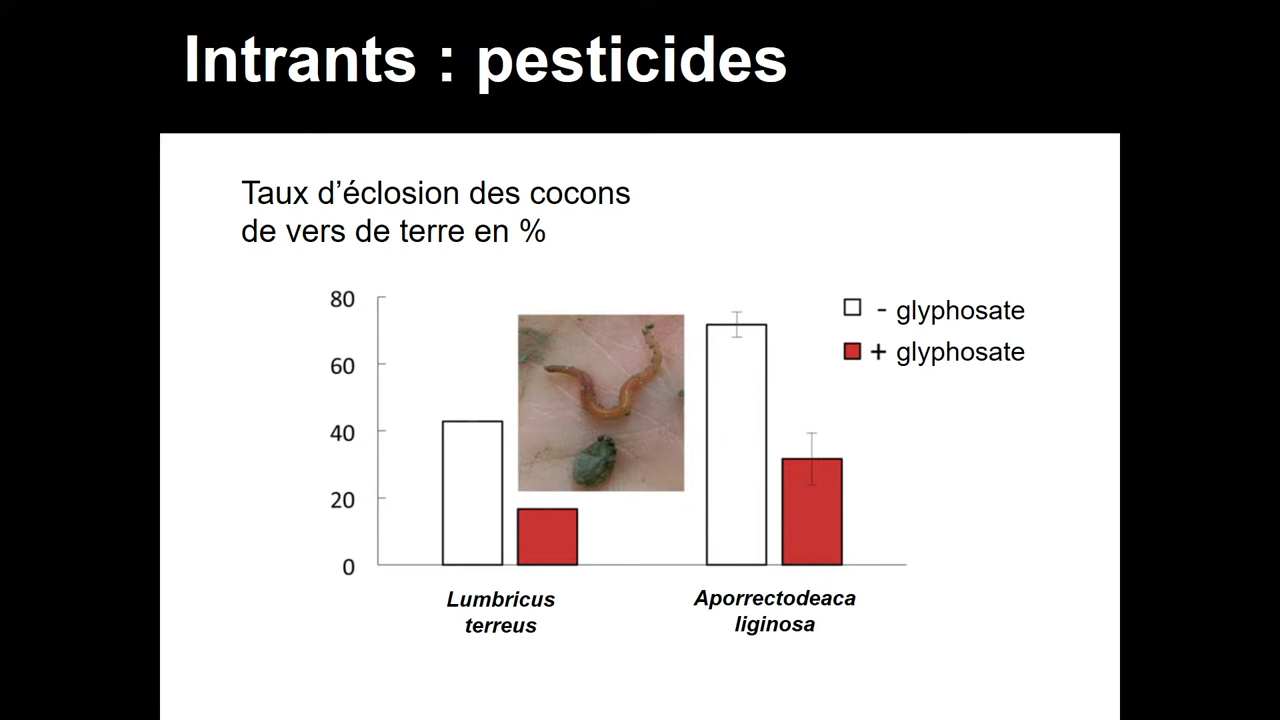 Intrants : pesticides
Taux d’éclosion des cocons
de vers de terre en %
80
60
40
20
0
- glyphosate
+ glyphosate
Lumbricus
terreus
Aporrectodeaca
liginosa